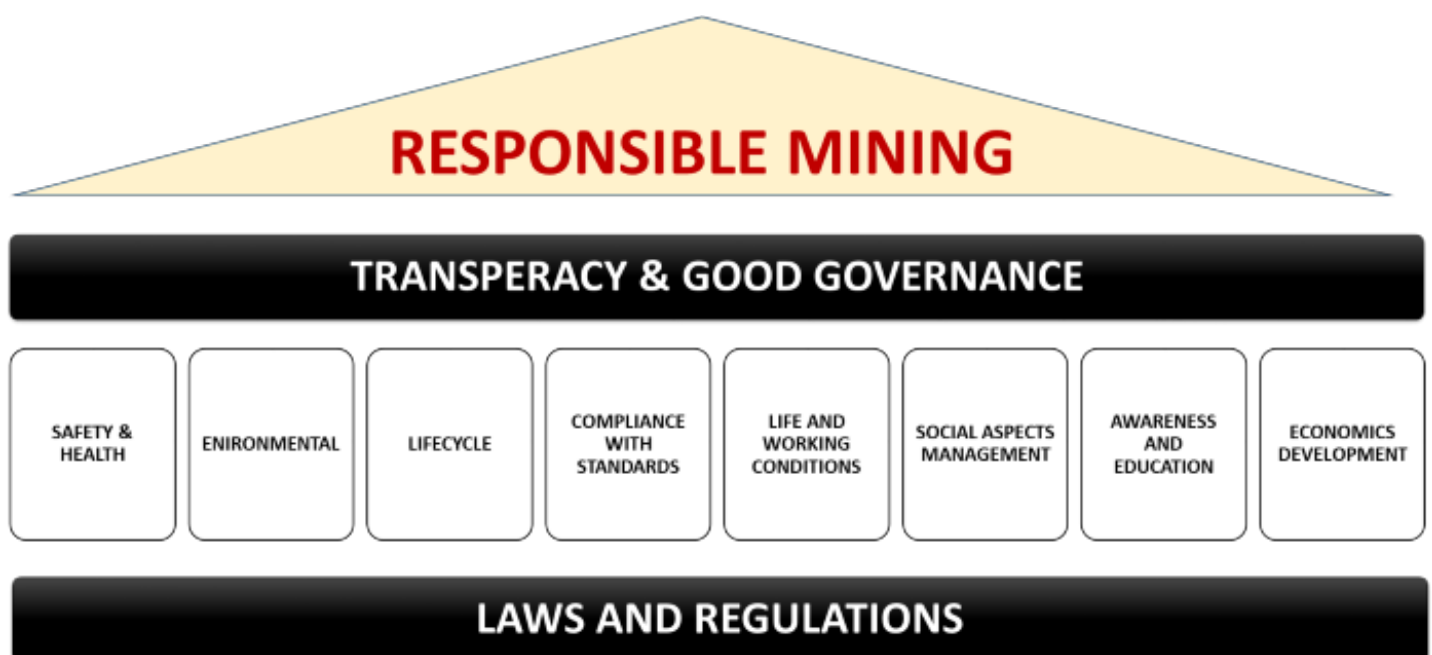 RESPONSIBLE MINING
TRANSPERACY & GOOD GOVERNANCE
SAFETY &
HEALTH
ENIRONMENTAL
LIFECYCLE
COMPLIANCE
WITH
STANDARDS
LIFE AND
WORKING
CONDITIONS
SOCIAL ASPECTS
MANAGEMENT
AWARENESS
AND
EDUCATION
ECONOMICS
DEVELOPMENT
LAWS AND REGULATIONS